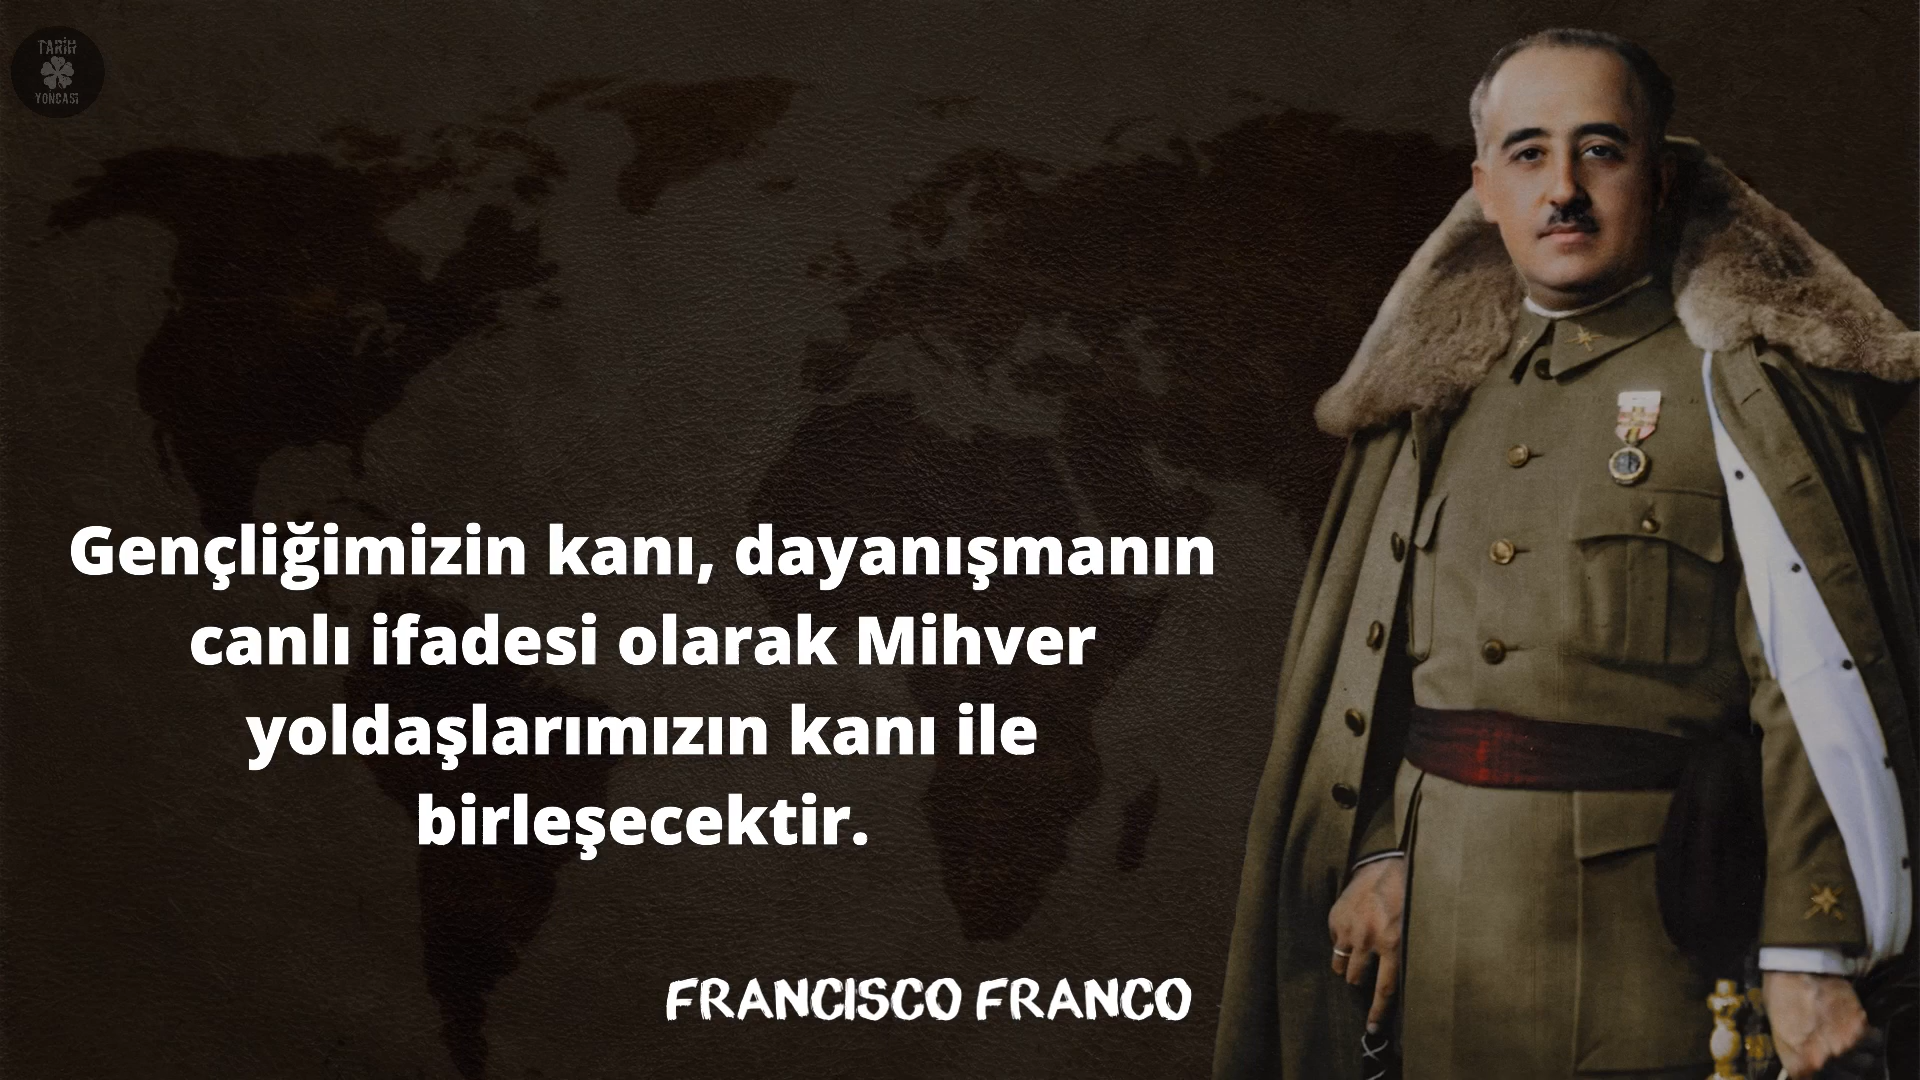 TARİH
YONCASI
Gençliğimizin kanı, dayanışmanın
canlı ifadesi olarak Mihver
yoldaşlarımızın kanı ile
birleşecektir.
FRANCISCO FRANCO